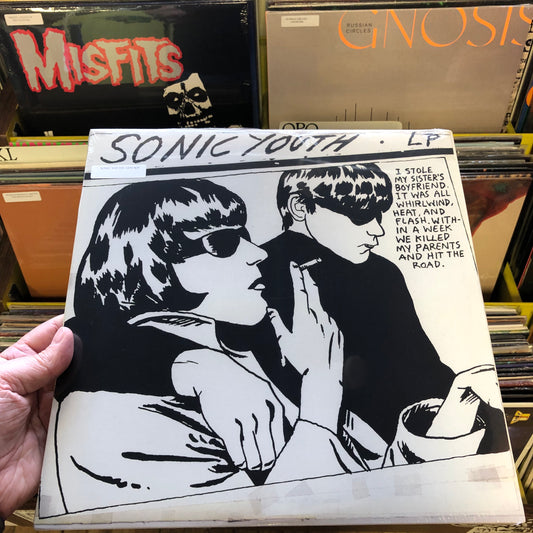 MISFITS
GNOSIS
RUSSIAN
CIRCLES
SONIC YOUTH · LP
I STOLE
MY SISTER'S
BOYFRIEND.
IT WAS ALL
WHIRLWIND,
HEAT, AND
FLASH. WITH-
IN A WEEK
WE KILLED
MY PARENTS
AND HIT THE
ROAD.